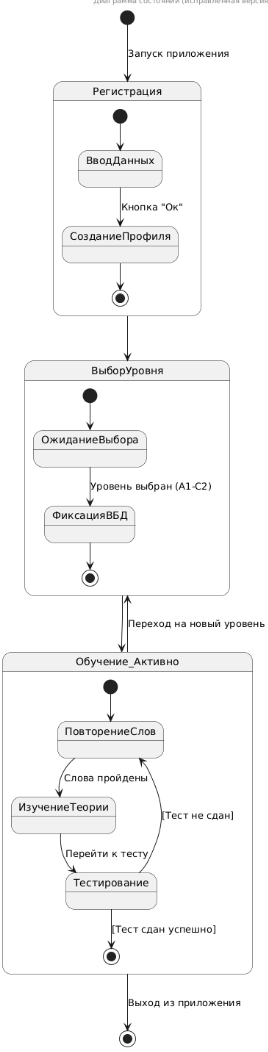 Диаграмма состояний (исправленная версия
Запуск приложения
Регистрация
ВводДанных
Кнопка "Ок"
СозданиеПрофиля
ВыборУровня
ОжиданиеВыбора
Уровень выбран (A1-C2)
ФиксацияВБД
Переход на новый уровень
Обучение_Активно
ПовторениеСлов
Слова пройдены
ИзучениеТеории
[Тест не сдан]
Перейти к тесту
Тестирование
[Тест сдан успешно]
Выход из приложения